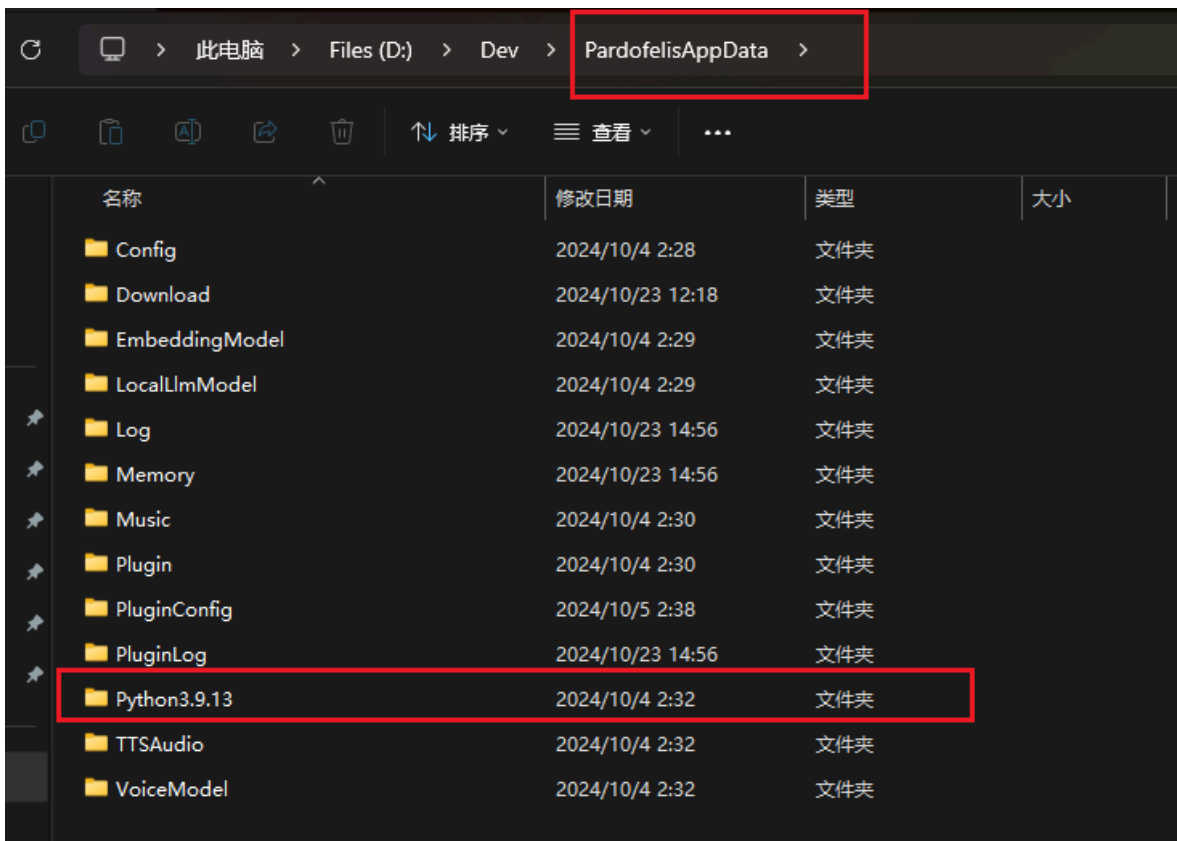 此电脑 > Files (D:) > Dev > PardofelisAppData >
排序 查看 ...
名称 修改日期 类型 大小
Config 2024/10/4 2:28 文件夹
Download 2024/10/23 12:18 文件夹
EmbeddingModel 2024/10/4 2:29 文件夹
LocalLlmModel 2024/10/4 2:29 文件夹
Log 2024/10/23 14:56 文件夹
Memory 2024/10/23 14:56 文件夹
Music 2024/10/4 2:30 文件夹
Plugin 2024/10/4 2:30 文件夹
PluginConfig 2024/10/5 2:38 文件夹
PluginLog 2024/10/23 14:56 文件夹
Python3.9.13 2024/10/4 2:32 文件夹
TTSAudio 2024/10/4 2:32 文件夹
VoiceModel 2024/10/4 2:32 文件夹